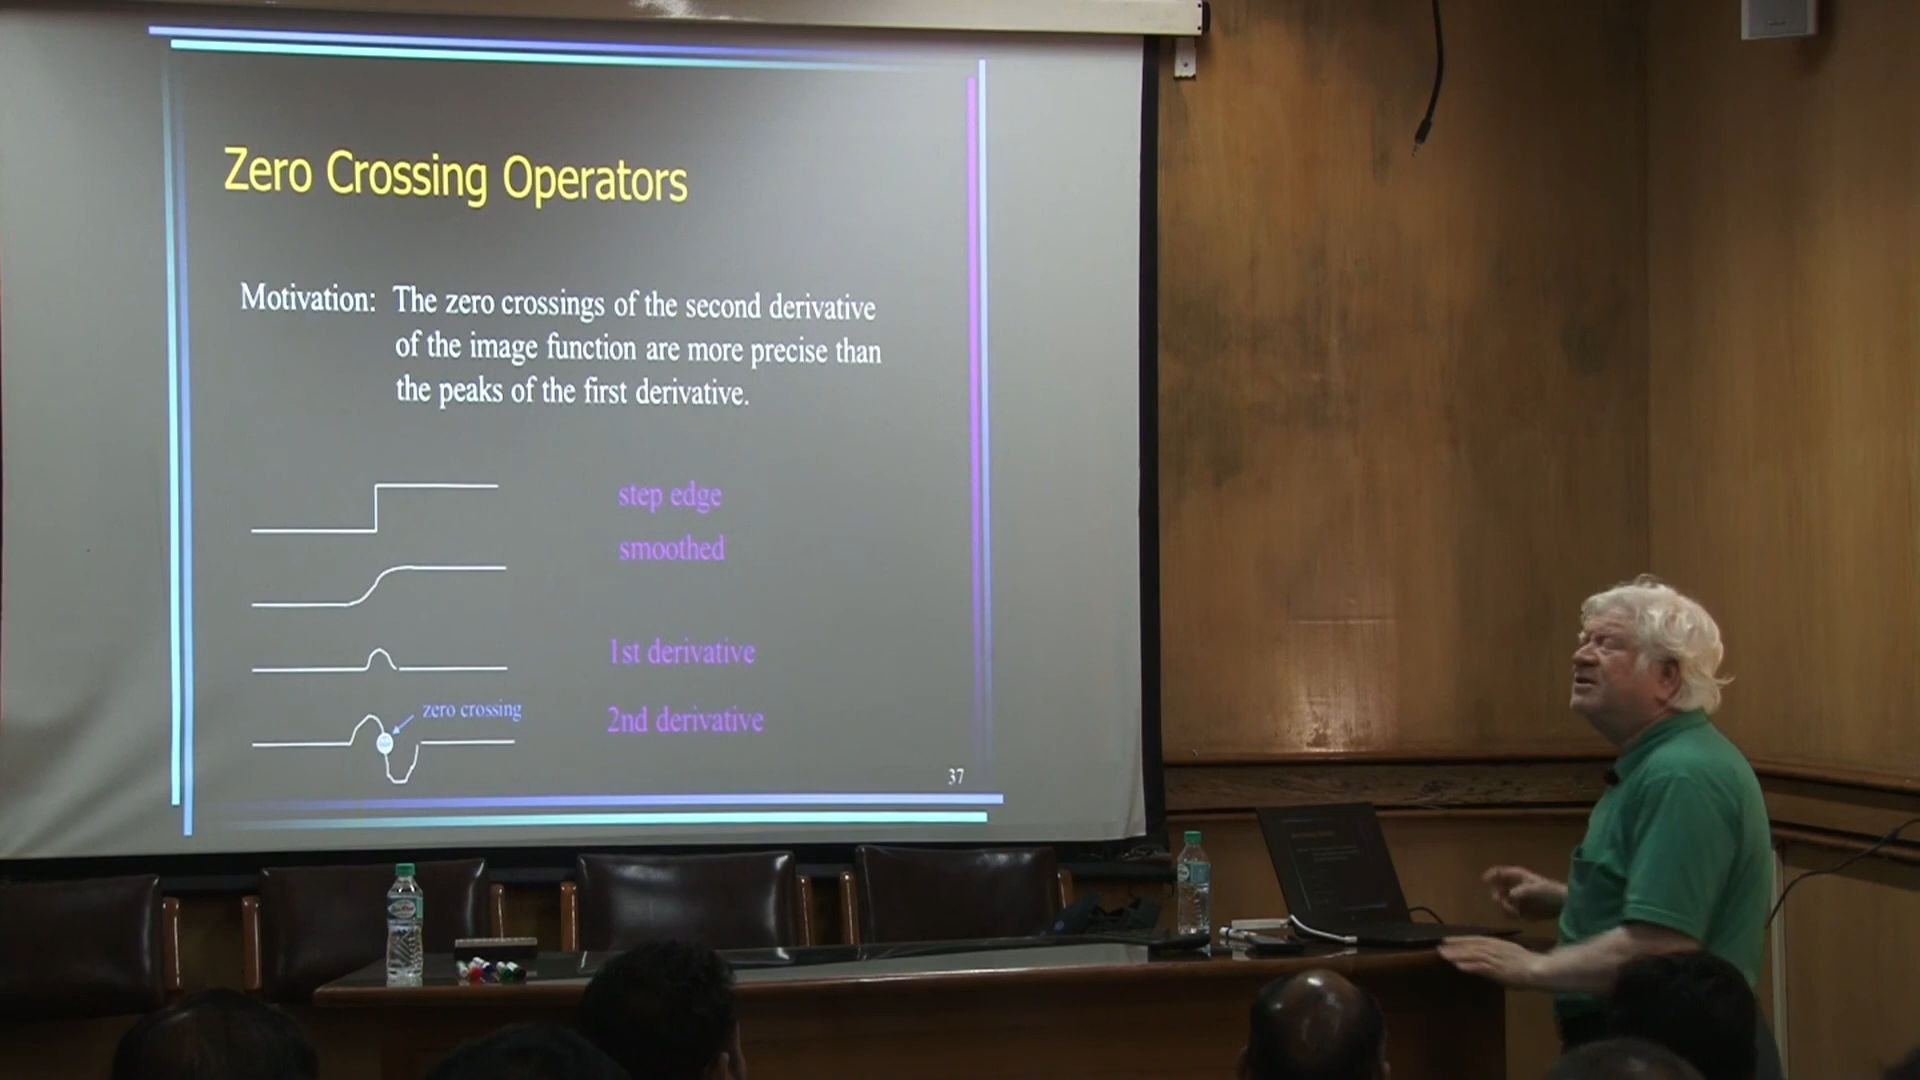 Zero Crossing Operators
Motivation: The zero crossings of the second derivative
of the image function are more precise than
the peaks of the first derivative.
step edge
smoothed
1st derivative
zero crossing
2nd derivative
37